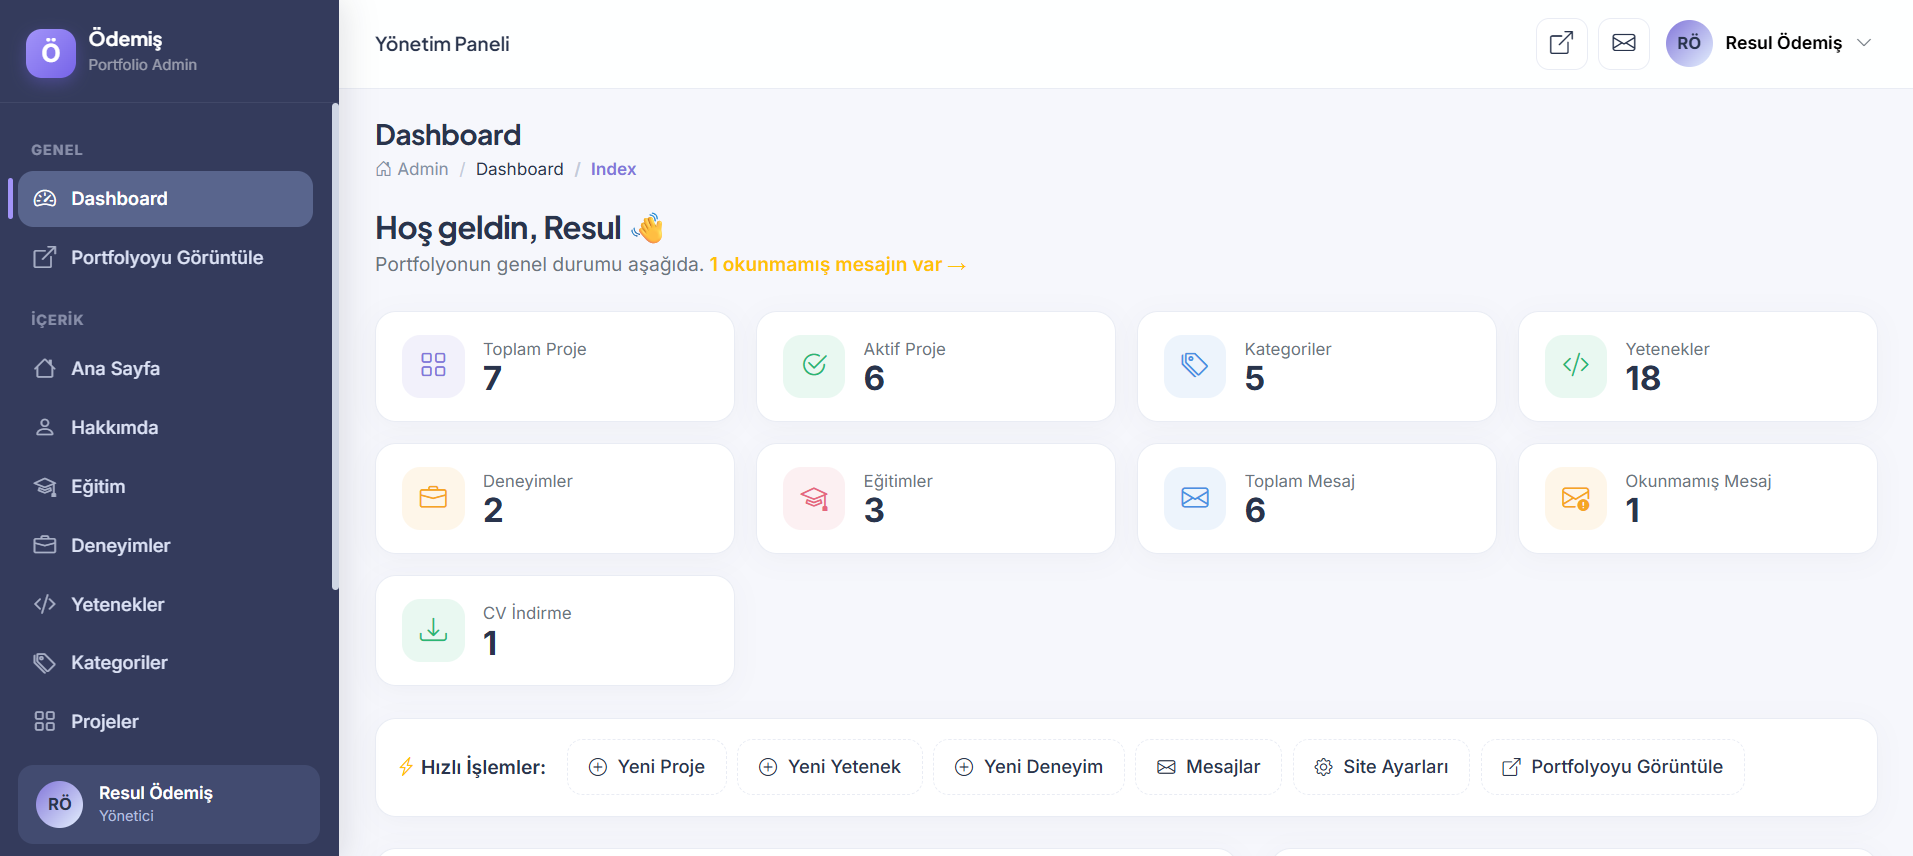 Ö
Ödemiş
Portfolio Admin
GENEL
Dashboard
Portfolyoyu Görüntüle
İÇERİK
Ana Sayfa
Hakkımda
Eğitim
Deneyimler
Yetenekler
Kategoriler
Projeler
RÖ
Resul Ödemiş
Yönetici
Yönetim Paneli
RÖ Resul Ödemiş
Dashboard
Admin / Dashboard / Index
Hoş geldin, Resul 👋
Portfolyonun genel durumu aşağıda. 1 okunmamış mesajın var →
Toplam Proje
7
Aktif Proje
6
Kategoriler
5
Yetenekler
18
Deneyimler
2
Eğitimler
3
Toplam Mesaj
6
Okunmamış Mesaj
1
CV İndirme
1
Hızlı İşlemler: Yeni Proje Yeni Yetenek Yeni Deneyim Mesajlar Site Ayarları Portfolyoyu Görüntüle